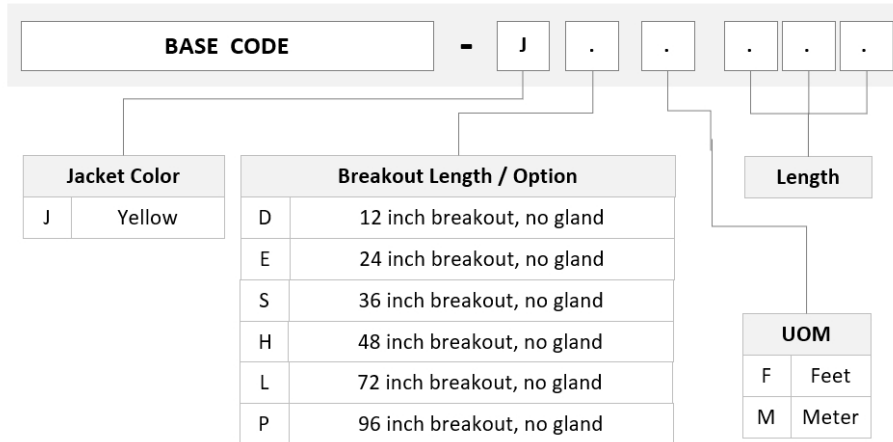 BASE CODE - J . . . . .
Jacket Color
J Yellow
Breakout Length / Option
D 12 inch breakout, no gland
E 24 inch breakout, no gland
S 36 inch breakout, no gland
H 48 inch breakout, no gland
L 72 inch breakout, no gland
P 96 inch breakout, no gland
Length
UOM
F Feet
M Meter